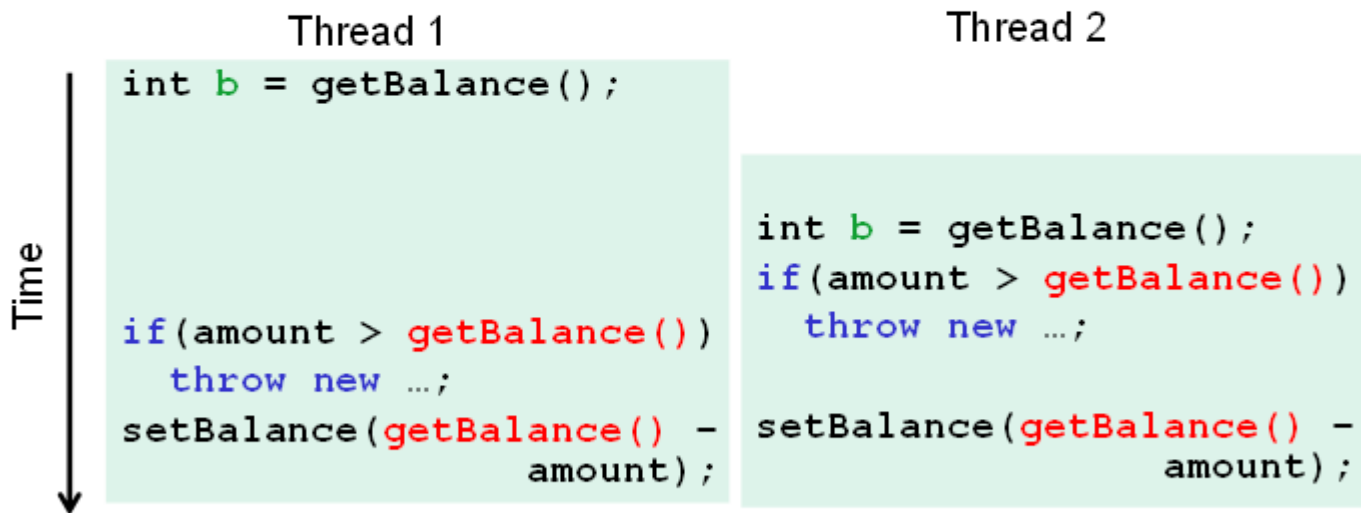 Thread 1
Thread 2
Time
int b = getBalance();
if(amount > getBalance())
throw new …;
setBalance(getBalance() –
amount);
int b = getBalance();
if(amount > getBalance())
throw new …;
setBalance(getBalance() –
amount);